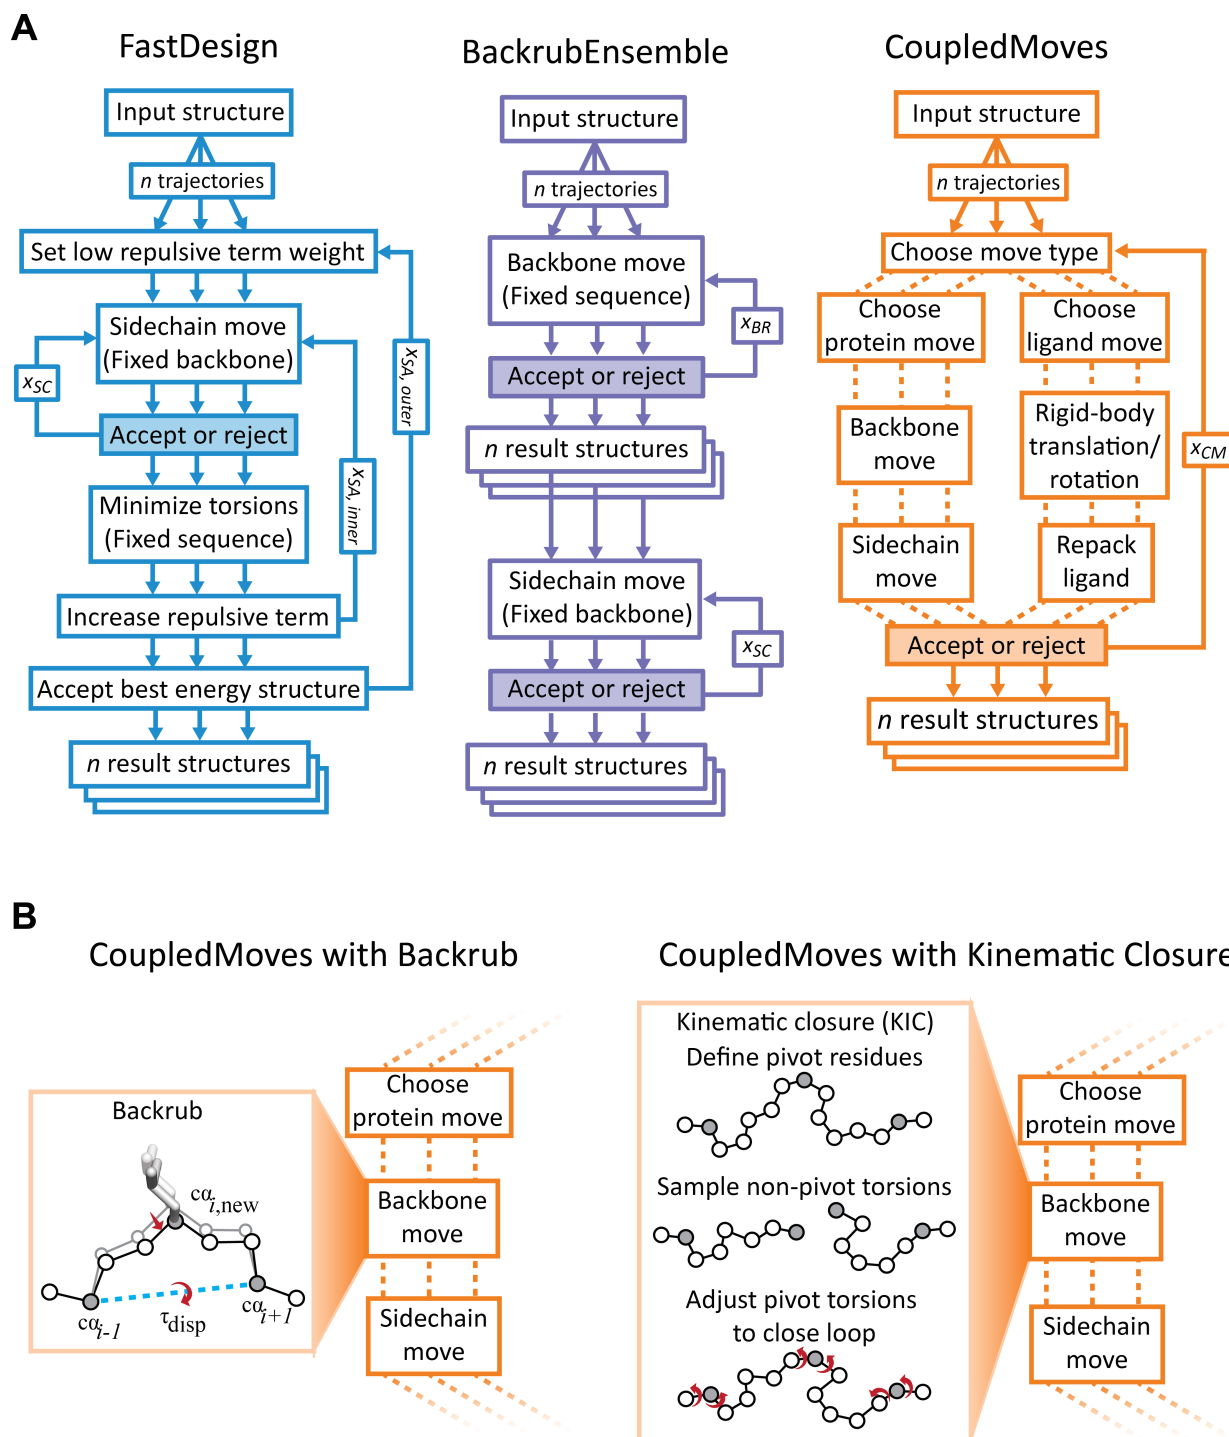 A
FastDesign
Input structure
n trajectories
Set low repulsive term weight
Sidechain move
(Fixed backbone)
xSC
Accept or reject
Minimize torsions
(Fixed sequence)
xSA, inner
xSA, outer
Increase repulsive term
Accept best energy structure
n result structures
BackrubEnsemble
Input structure
n trajectories
Backbone move
(Fixed sequence)
xBR
Accept or reject
n result structures
Sidechain move
(Fixed backbone)
xSC
Accept or reject
n result structures
CoupledMoves
Input structure
n trajectories
Choose move type
Choose
protein move
Backbone
move
Sidechain
move
Choose
ligand move
Rigid-body
translation/
rotation
Repack
ligand
xCM
Accept or reject
n result structures
B
CoupledMoves with Backrub
Backrub
cαi,new
cαi-1
τdisp
cαi+1
Choose
protein move
Backbone
move
Sidechain
move
CoupledMoves with Kinematic Closure
Kinematic closure (KIC)
Define pivot residues
Sample non-pivot torsions
Adjust pivot torsions
to close loop
Choose
protein move
Backbone
move
Sidechain
move